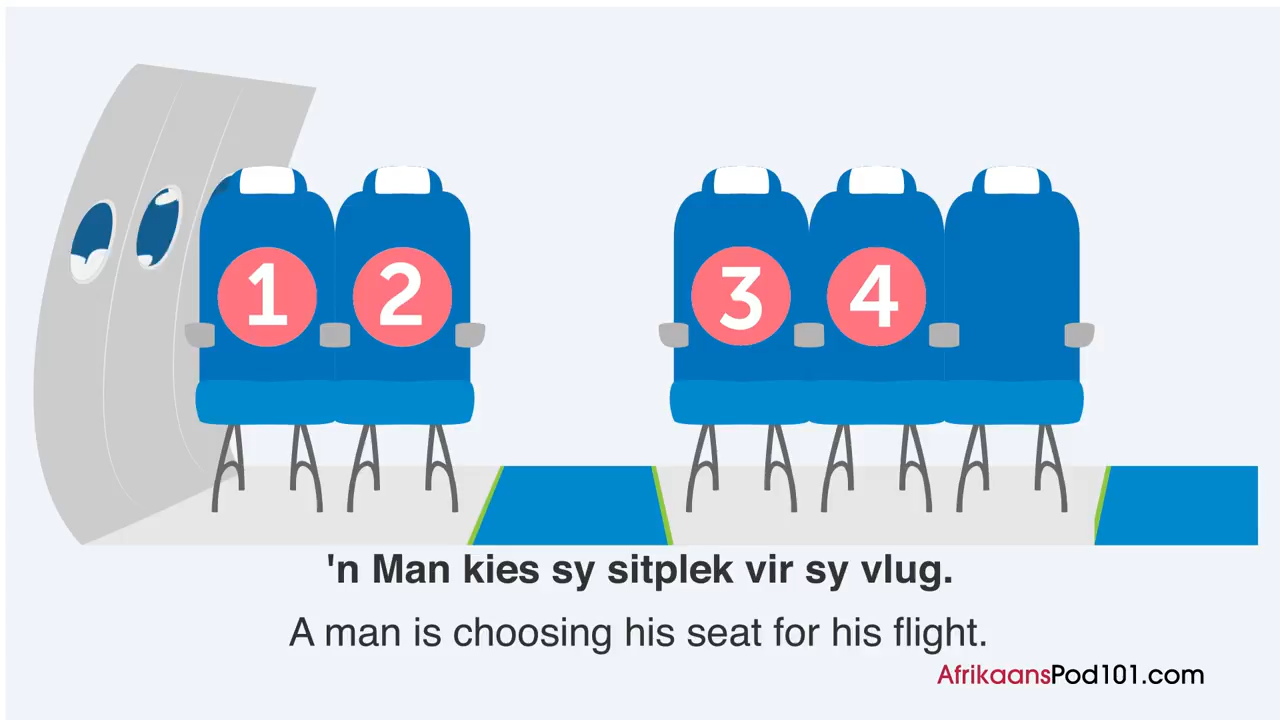 1 2 3 4
'n Man kies sy sitplek vir sy vlug.
A man is choosing his seat for his flight.
AfrikaansPod101.com